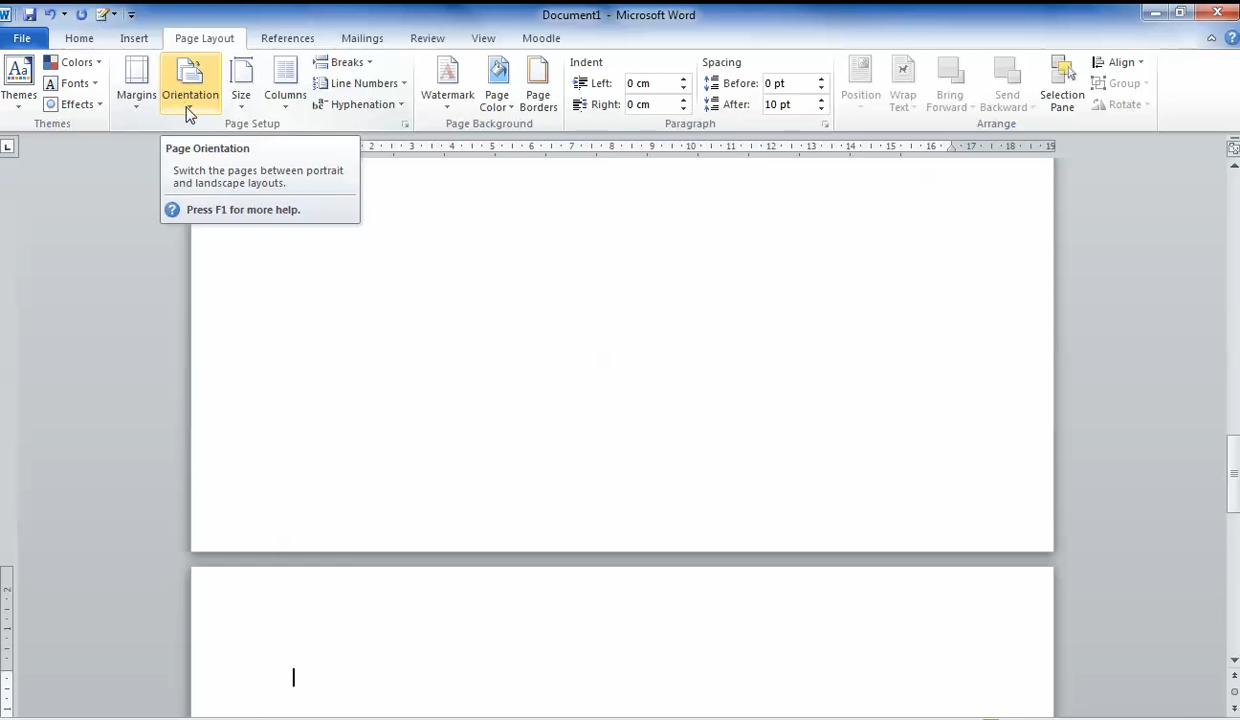 Document1 - Microsoft Word
File Home Insert Page Layout References Mailings Review View Moodle
Themes
Colors
Fonts
Effects
Themes
Margins
Orientation
Size
Columns
Breaks
Line Numbers
Hyphenation
Page Setup
Watermark
Page
Color
Page
Borders
Page Background
Indent
Left: 0 cm
Right: 0 cm
Spacing
Before: 0 pt
After: 10 pt
Paragraph
Position
Wrap
Text
Bring
Forward
Send
Backward
Selection
Pane
Align
Group
Rotate
Arrange
2 3 4 5 6 7 8 9 10 11 12 13 14 15 16 17 18 19
Page Orientation
Switch the pages between portrait
and landscape layouts.
Press F1 for more help.
2
1
1